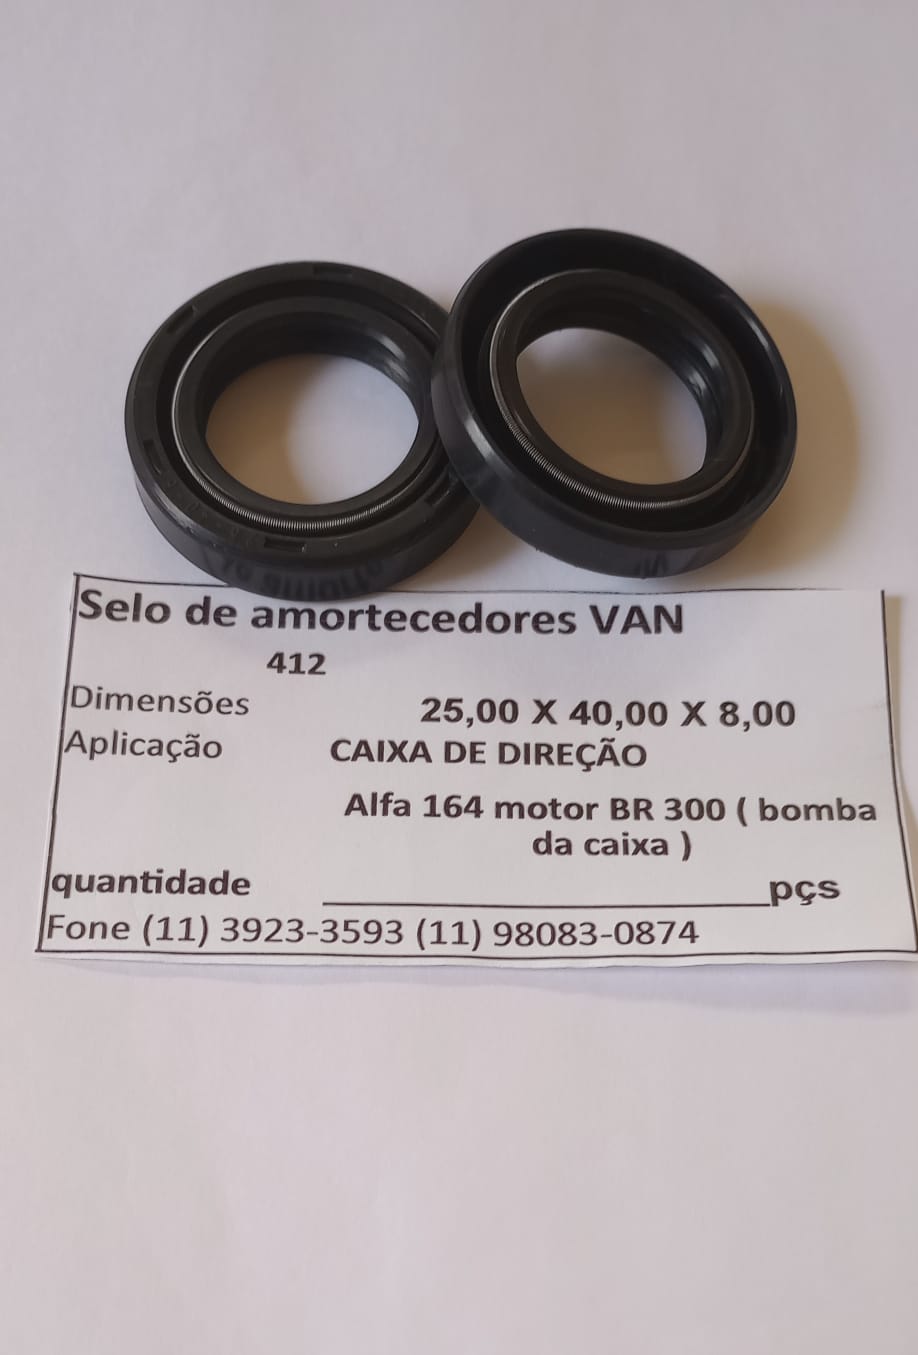 Selo de amortecedores VAN
412
Dimensões 25,00 X 40,00 X 8,00
Aplicação CAIXA DE DIREÇÃO
Alfa 164 motor BR 300 ( bomba
da caixa )
quantidade ____________________pçs
Fone (11) 3923-3593 (11) 98083-0874